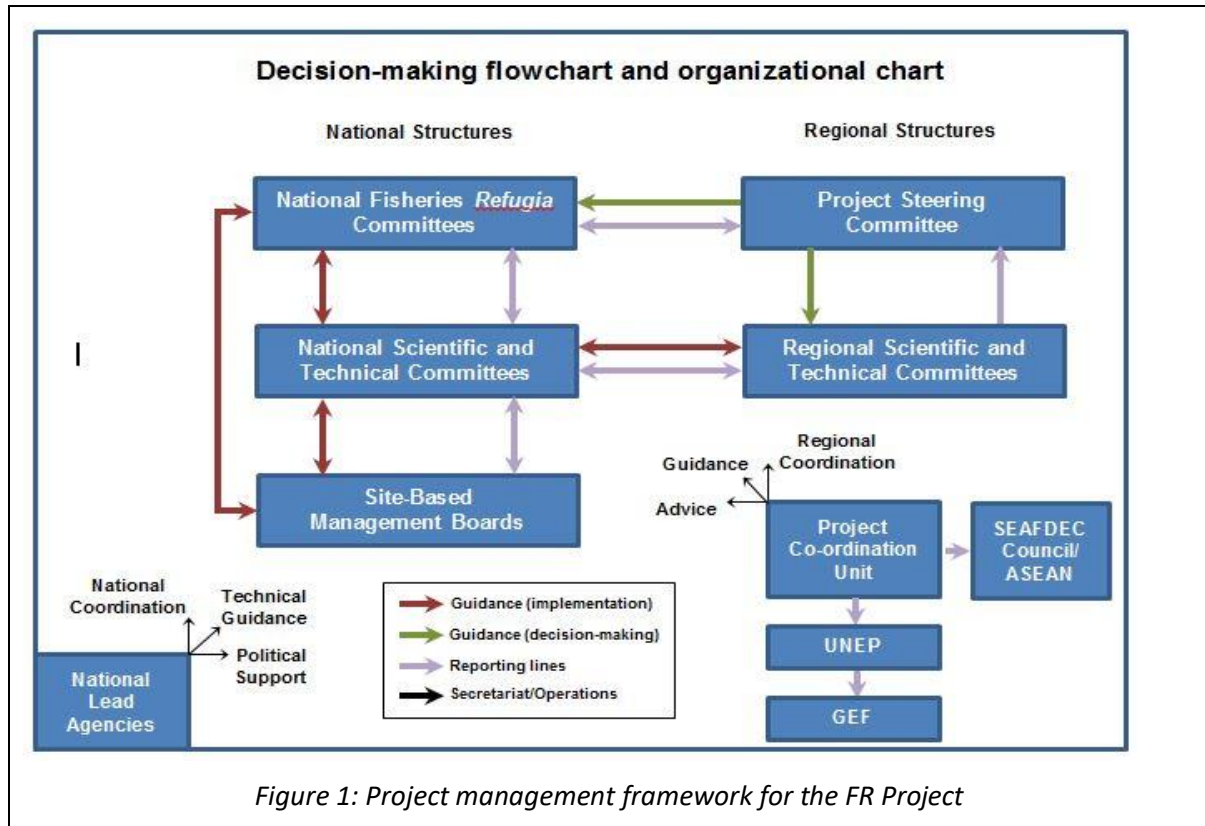 Decision-making flowchart and organizational chart
National Structures
Regional Structures
National Fisheries Refugia
Committees
Project Steering
Committee
National Scientific and
Technical Committees
Regional Scientific and
Technical Committees
Site-Based
Management Boards
Regional
Coordination
Guidance
Advice
Project
Co-ordination
Unit
SEAFDEC
Council/
ASEAN
UNEP
GEF
National
Coordination
Technical
Guidance
Political
Support
National
Lead
Agencies
Guidance (implementation)
Guidance (decision-making)
Reporting lines
Secretariat/Operations
Figure 1: Project management framework for the FR Project